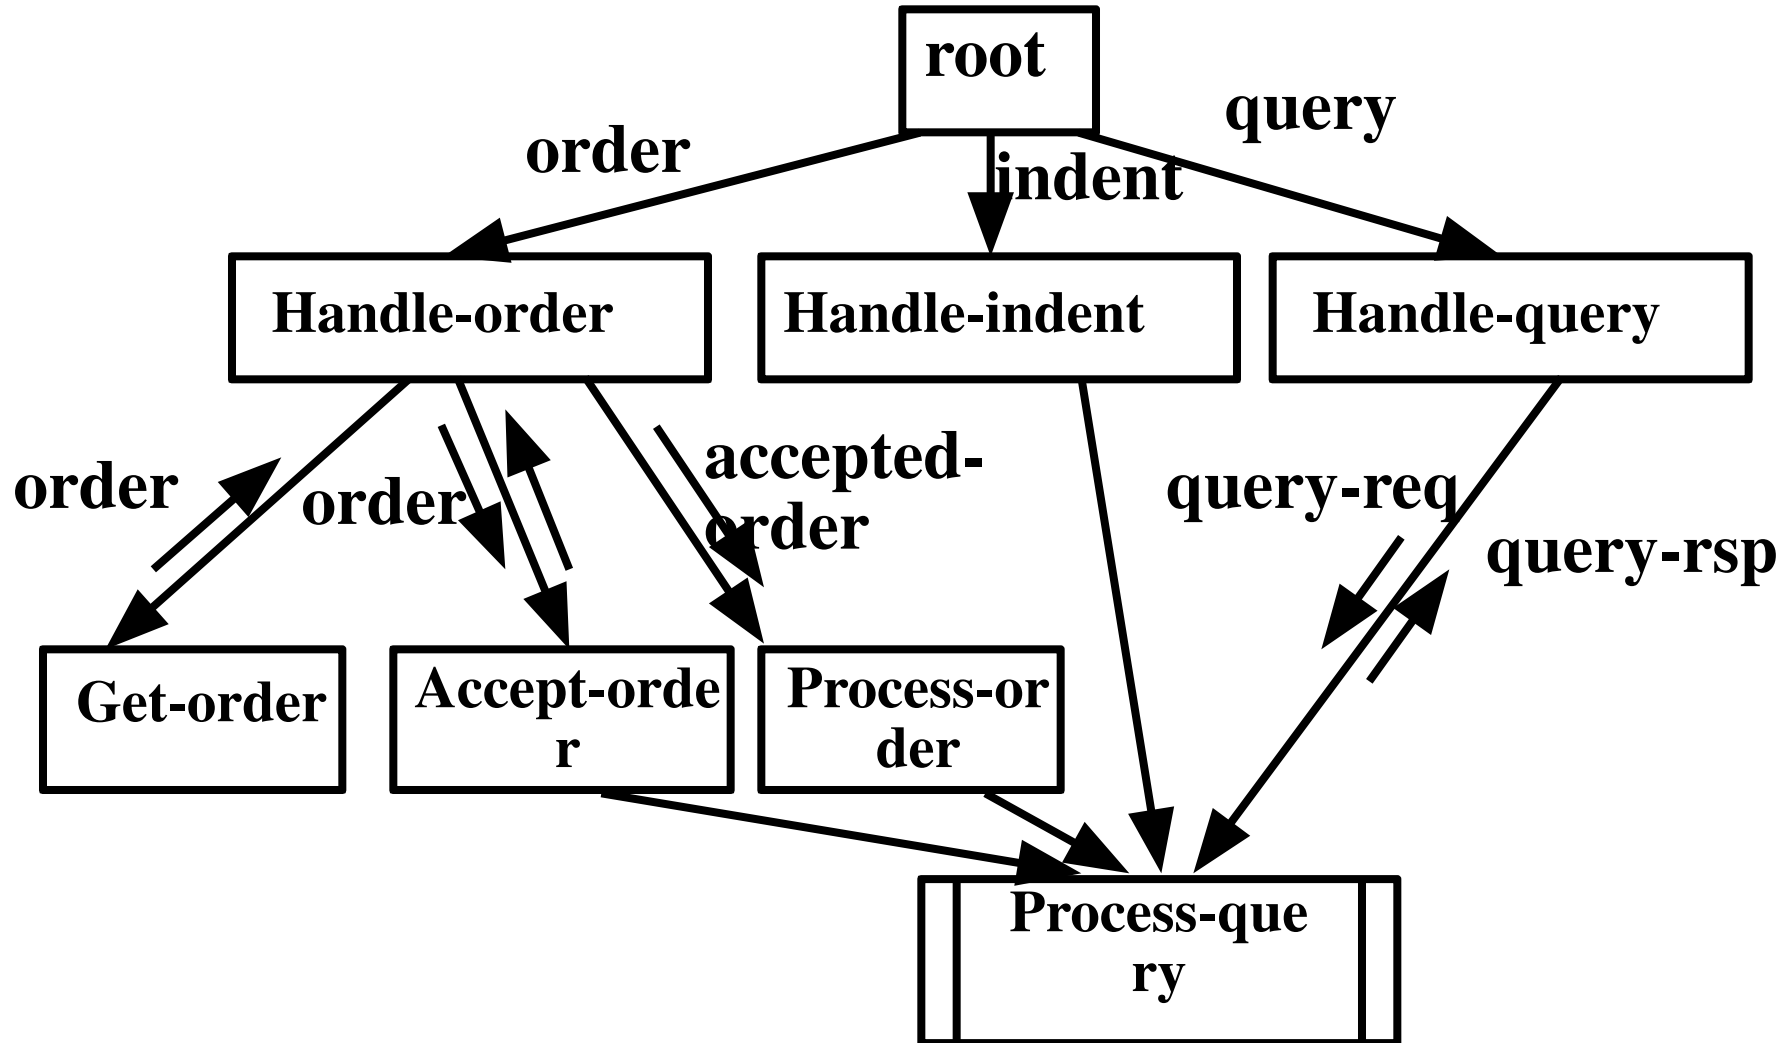 root
query
order
indent
Handle-order
Handle-indent
Handle-query
accepted-
order
order
order
query-req
query-rsp
Get-order
Accept-orde
r
Process-or
der
Process-que
ry